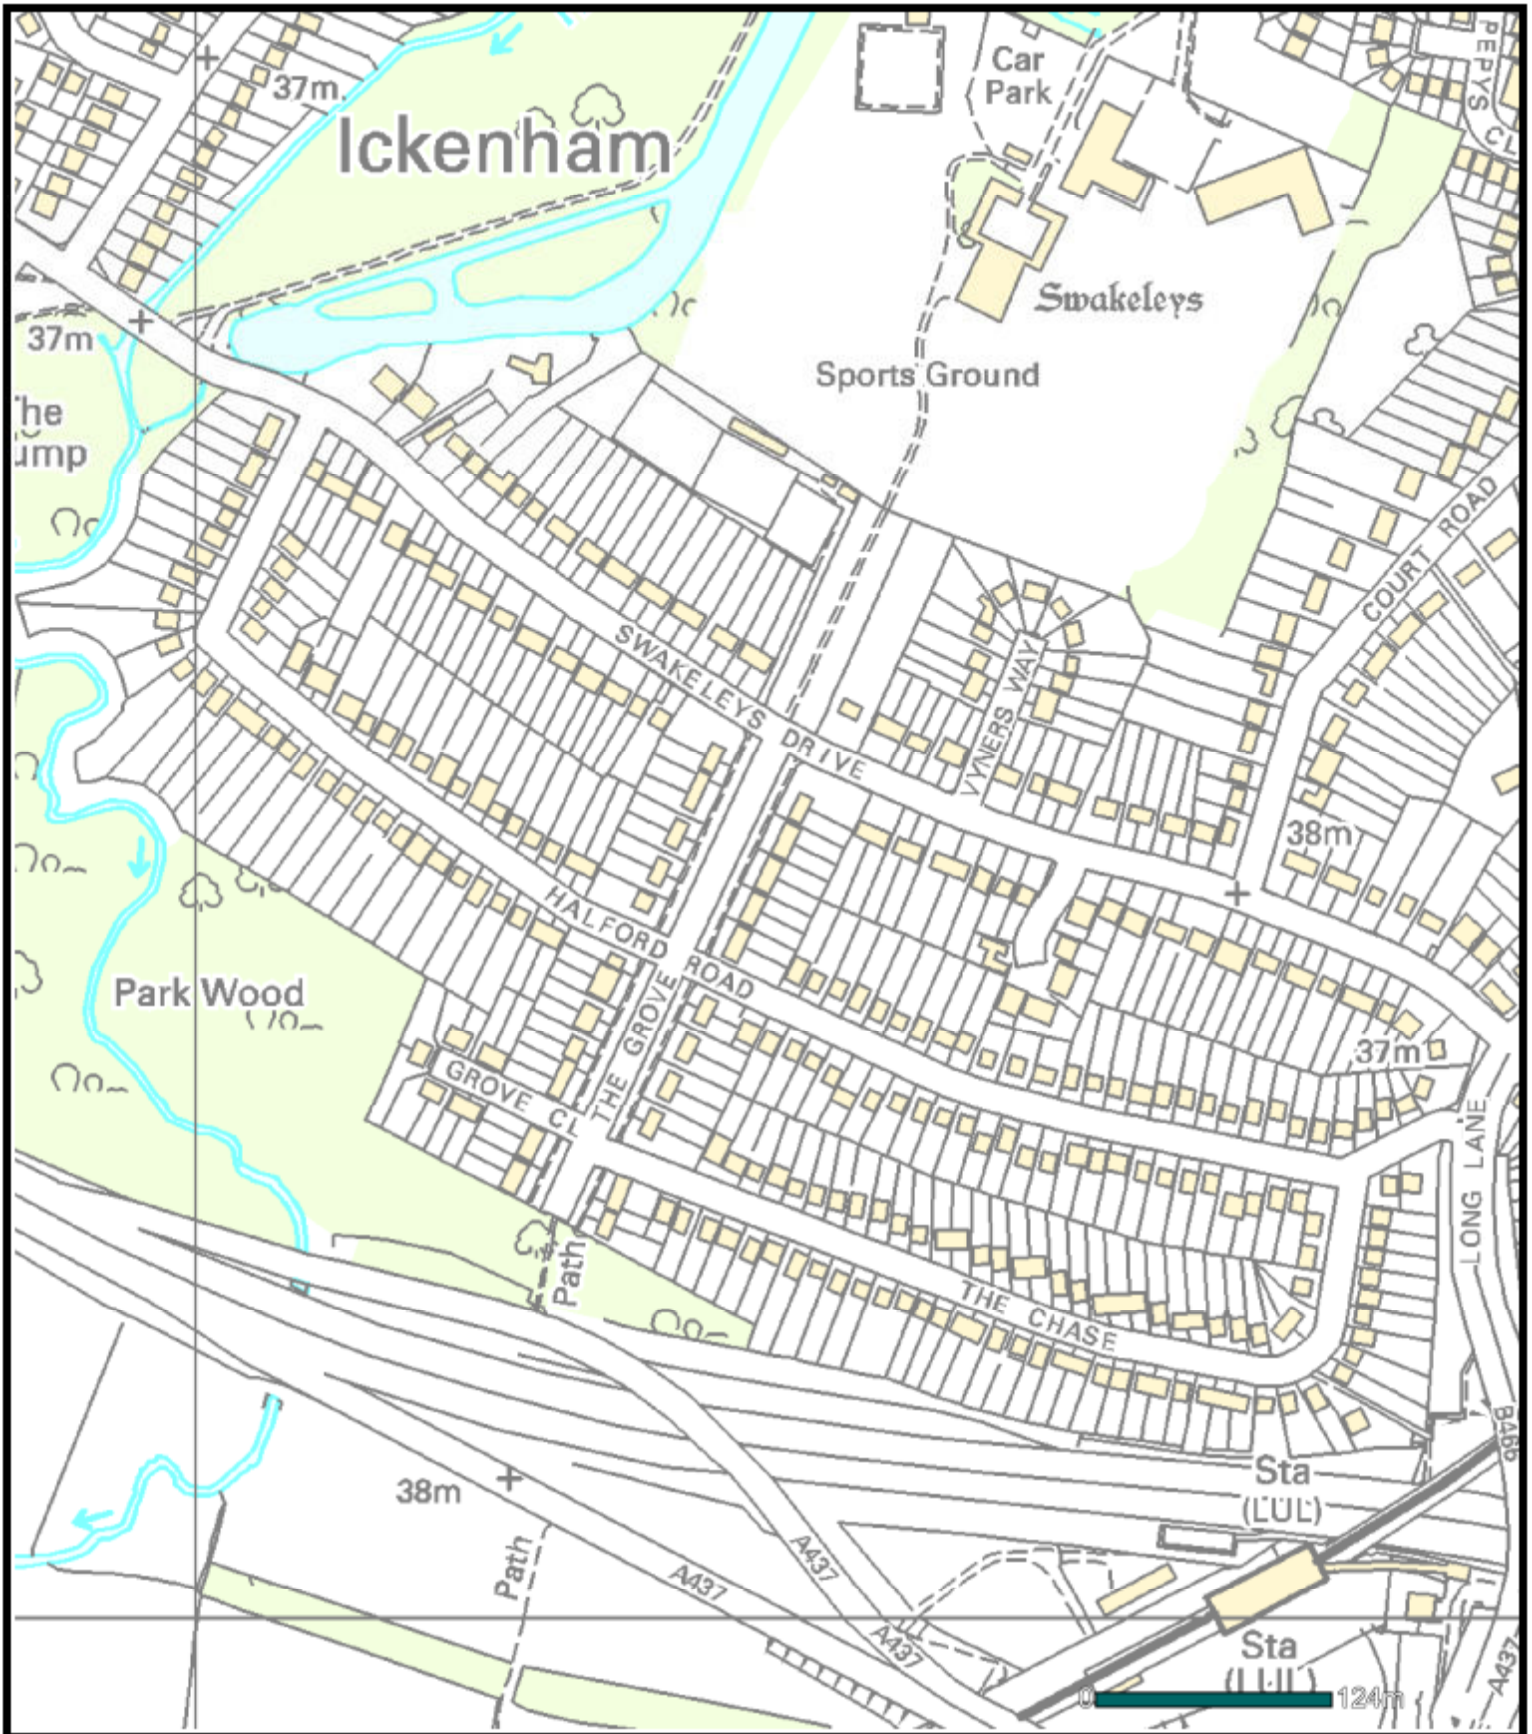 Car
Park
PEPYS CL
37m
Ickenham
Swakeleys
37m
Sports Ground
The
ump
COURT ROAD
SWAKELEYS DRIVE
VYNERS WAY
38m
HALFORD ROAD
Park Wood
37m
THE GROVE
GROVE CL
LONG LANE
Path
THE CHASE
B466
Sta
(LUL)
38m
A437
Path
A437
A437
Sta
(LUL)
A437
0
124m